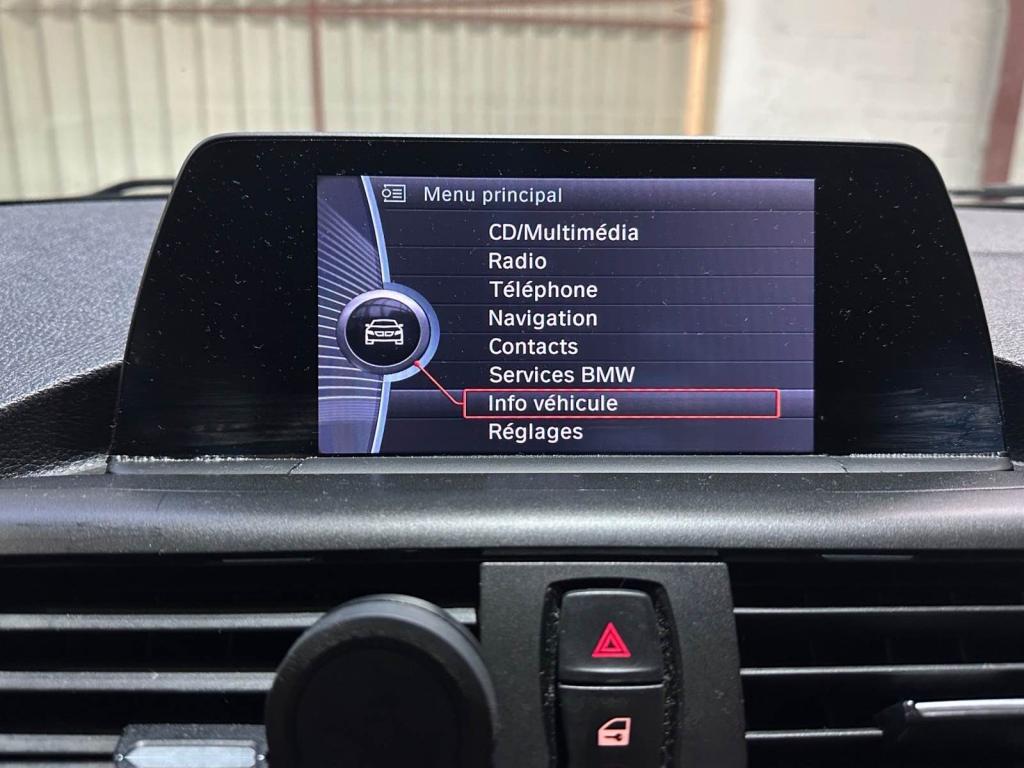 Menu principal
CD/Multimédia
Radio
Téléphone
Navigation
Contacts
Services BMW
Info véhicule
Réglages